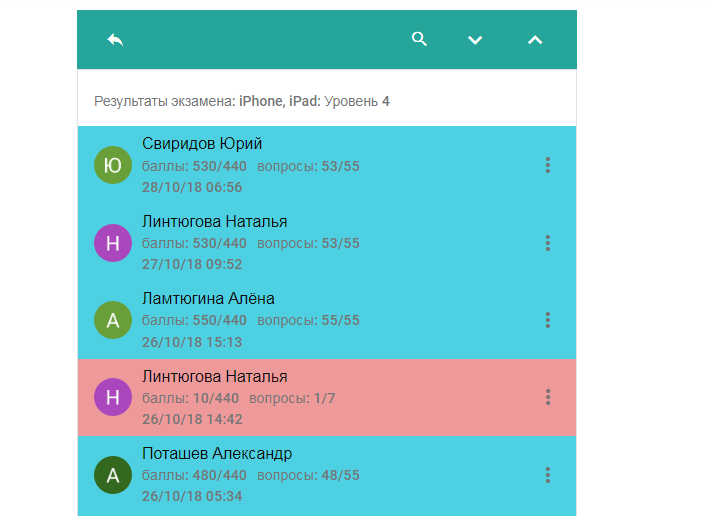 Результаты экзамена: iPhone, iPad: Уровень 4
Ю
Свиридов Юрий
баллы: 530/440 вопросы: 53/55
28/10/18 06:56
Н
Линтюгова Наталья
баллы: 530/440 вопросы: 53/55
27/10/18 09:52
А
Ламтюгина Алёна
баллы: 550/440 вопросы: 55/55
26/10/18 15:13
Н
Линтюгова Наталья
баллы: 10/440 вопросы: 1/7
26/10/18 14:42
А
Поташев Александр
баллы: 480/440 вопросы: 48/55
26/10/18 05:34